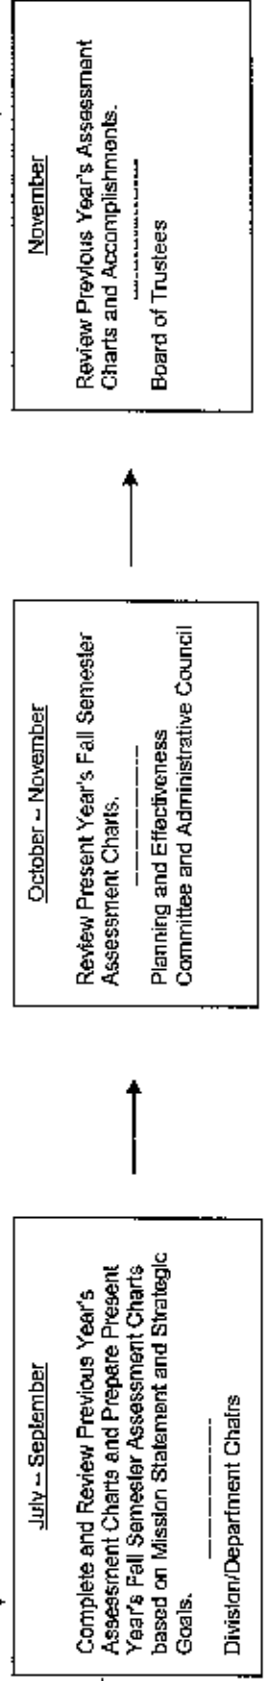 July – September
Complete and Review Previous Year's
Assessment Charts and Prepare Present
Year's Fall Semester Assessment Charts
based on Mission Statement and Strategic
Goals.
Division/Department Chairs
October – November
Review Present Year's Fall Semester
Assessment Charts.
Planning and Effectiveness
Committee and Administrative Council
November
Review Previous Year's Assessment
Charts and Accomplishments.
Board of Trustees